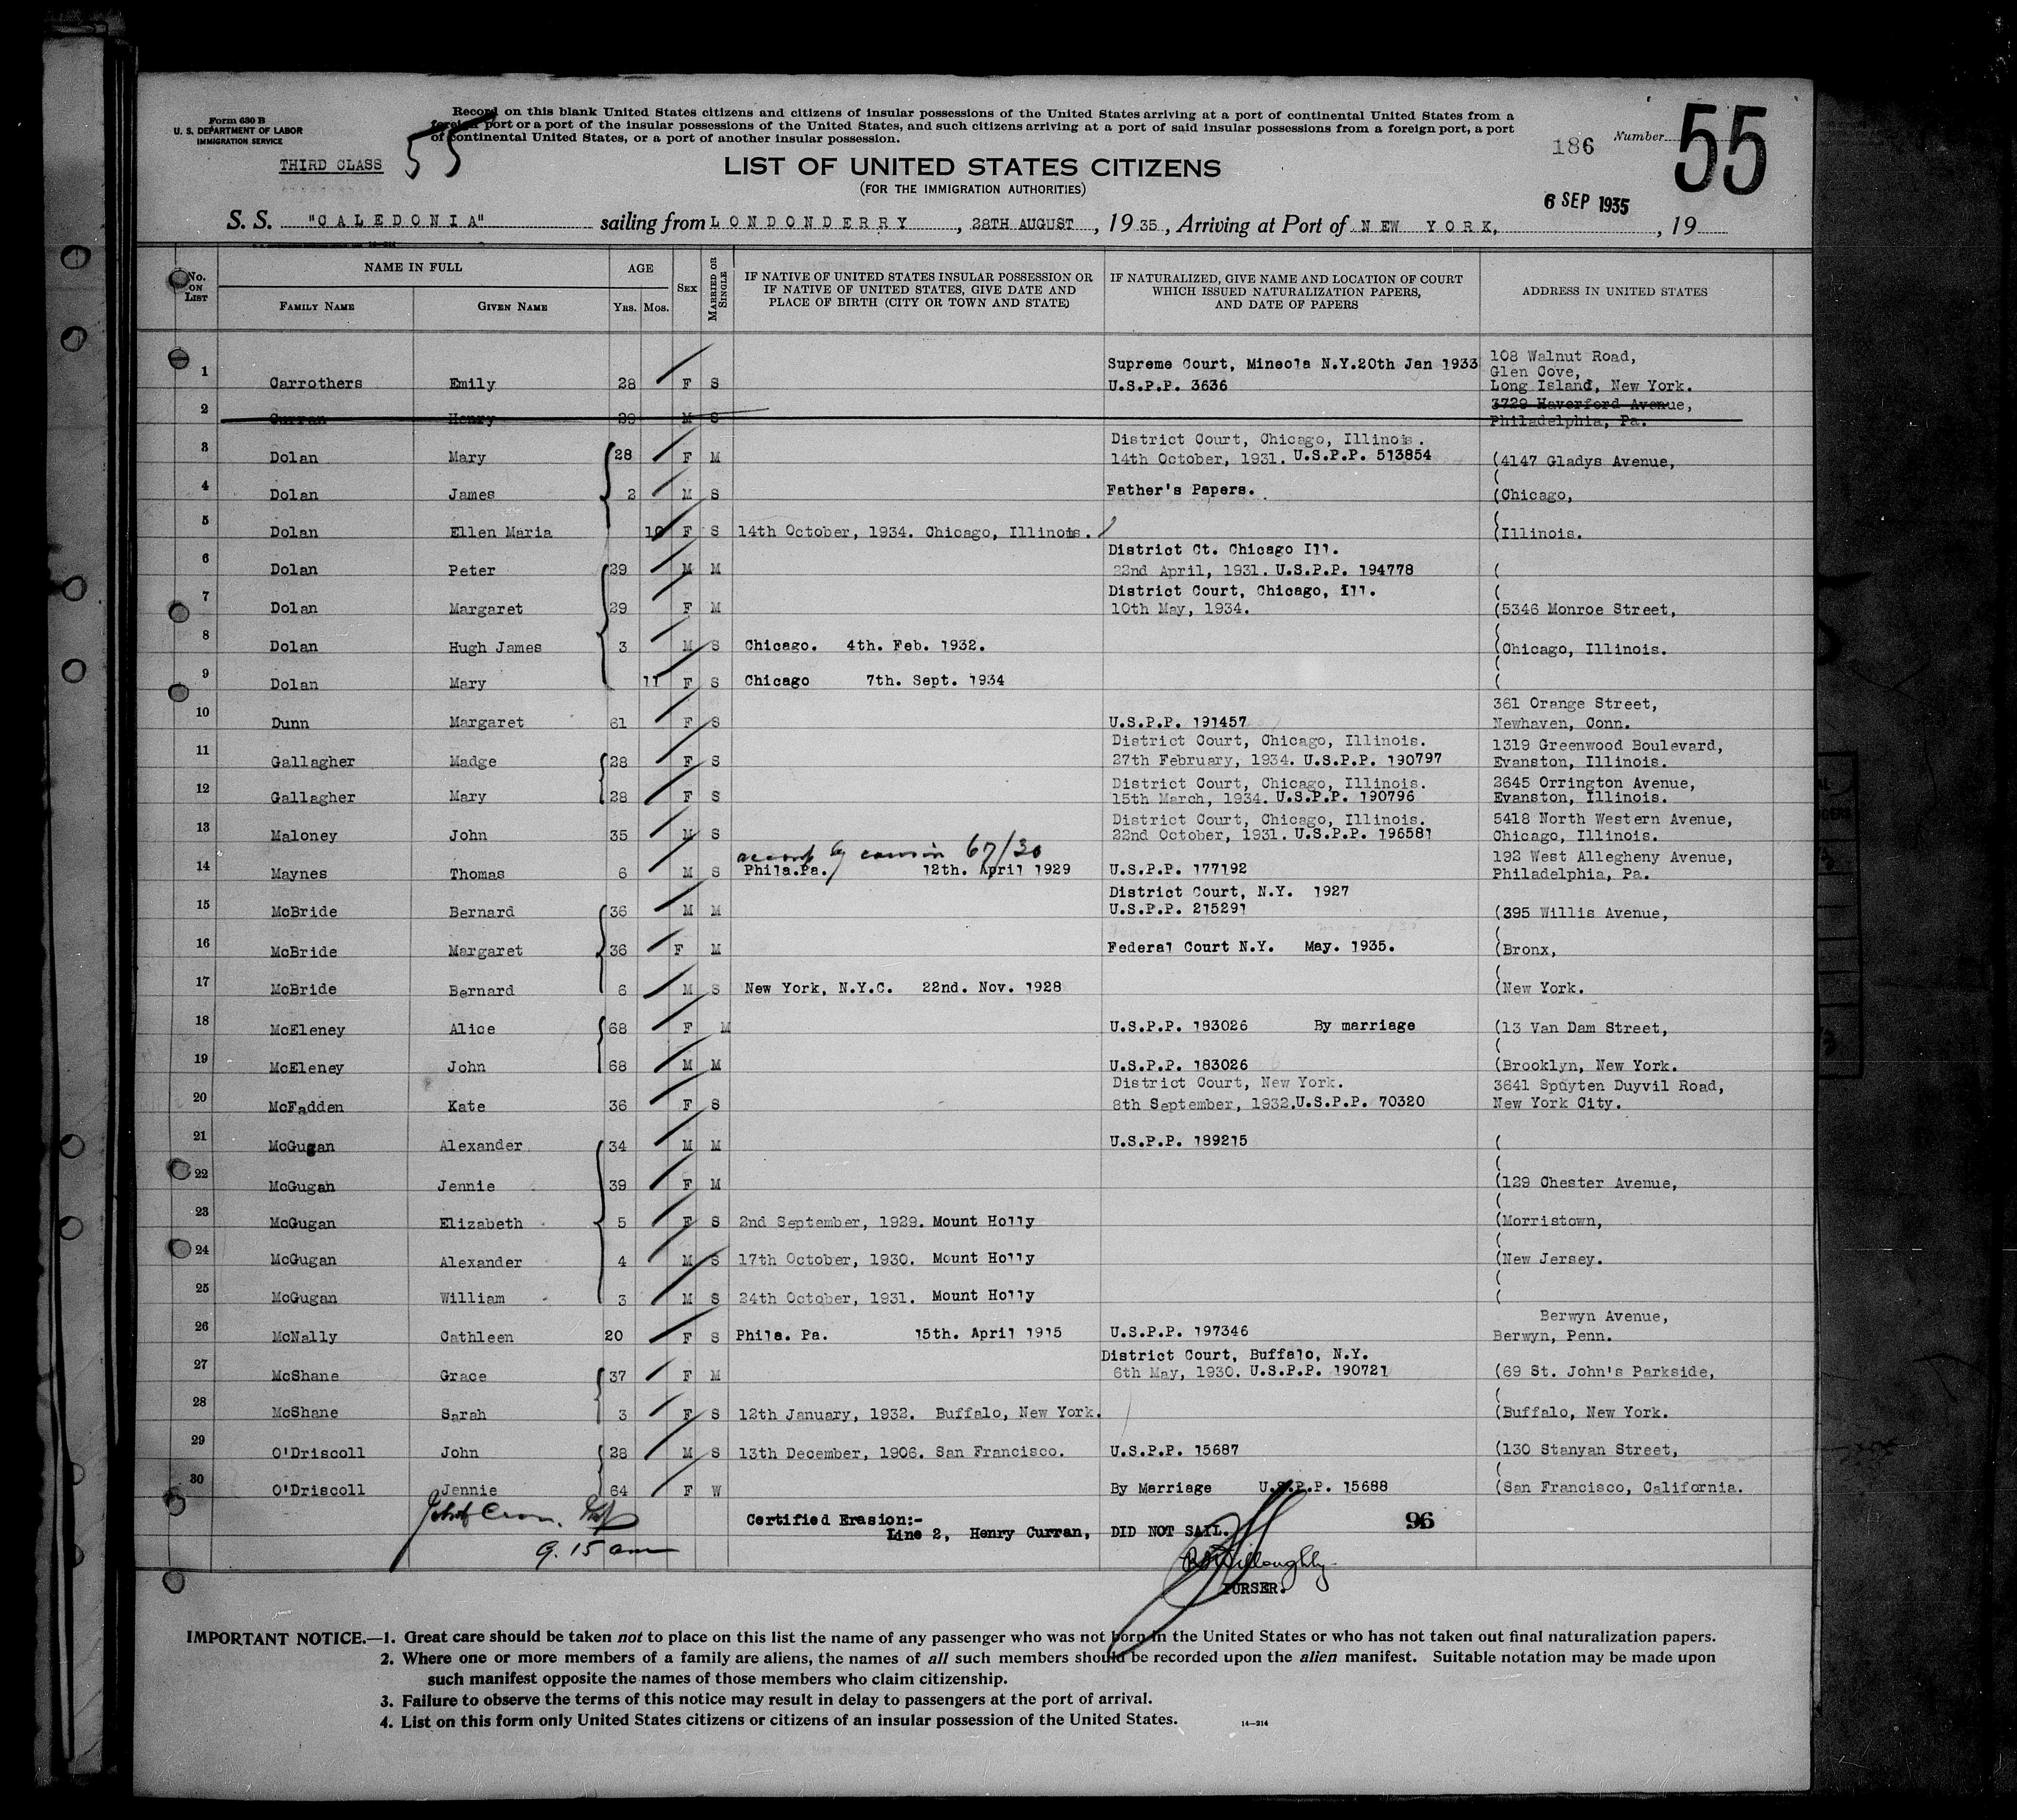 Form 630 B
U. S. DEPARTMENT OF LABOR
IMMIGRATION SERVICE
THIRD CLASS
55
Record on this blank United States citizens and citizens of insular possessions of the United States arriving at a port of continental United States from a
foreign port or a port of the insular possessions of the United States, and such citizens arriving at a port of said insular possessions from a foreign port, a port
of continental United States, or a port of another insular possession.
186 Number 55
LIST OF UNITED STATES CITIZENS
(FOR THE IMMIGRATION AUTHORITIES)
6 SEP 1935
S. S. "CALEDONIA" sailing from LONDONDERRY, 28TH AUGUST, 1935, Arriving at Port of NEW YORK, , 19
No. ON LIST
NAME IN FULL
FAMILY NAME GIVEN NAME
AGE
YRS. MOS.
SEX
MARRIED OR SINGLE
IF NATIVE OF UNITED STATES INSULAR POSSESSION OR
IF NATIVE OF UNITED STATES, GIVE DATE AND
PLACE OF BIRTH (CITY OR TOWN AND STATE)
IF NATURALIZED, GIVE NAME AND LOCATION OF COURT
WHICH ISSUED NATURALIZATION PAPERS,
AND DATE OF PAPERS
ADDRESS IN UNITED STATES
1 Carrothers Emily 28 F S Supreme Court, Mineola N.Y.20th Jan 1933 U.S.P.P. 3636 108 Walnut Road, Glen Cove, Long Island, New York.
2 Curran Henry 39 M S 3729 Haverford Avenue, Philadelphia, Pa.
3 Dolan Mary 28 F M District Court, Chicago, Illinois. 14th October, 1931. U.S.P.P. 513854 (4147 Gladys Avenue,
4 Dolan James 2 M S Father's Papers. (Chicago,
5 Dolan Ellen Maria 10 F S 14th October, 1934. Chicago, Illinois. (Illinois.
6 Dolan Peter 29 M M District Ct. Chicago Ill. 22nd April, 1931. U.S.P.P. 194778 (
7 Dolan Margaret 29 F M District Court, Chicago, Ill. 10th May, 1934. (5346 Monroe Street,
8 Dolan Hugh James 3 M S Chicago. 4th. Feb. 1932. (Chicago, Illinois.
9 Dolan Mary 11 F S Chicago 7th. Sept. 1934 (
10 Dunn Margaret 61 F S U.S.P.P. 191457 361 Orange Street, Newhaven, Conn.
11 Gallagher Madge 28 F S District Court, Chicago, Illinois. 27th February, 1934. U.S.P.P. 190797 1319 Greenwood Boulevard, Evanston, Illinois.
12 Gallagher Mary 28 F S District Court, Chicago, Illinois. 15th March, 1934. U.S.P.P. 190796 2645 Orrington Avenue, Evanston, Illinois.
13 Maloney John 35 M S District Court, Chicago, Illinois. 22nd October, 1931. U.S.P.P. 196581 5418 North Western Avenue, Chicago, Illinois.
accomp by cousin 67/30
14 Maynes Thomas 6 M S Phila.Pa. 12th. April 1929 U.S.P.P. 177192 192 West Allegheny Avenue, Philadelphia, Pa.
15 McBride Bernard 36 M M District Court, N.Y. 1927 U.S.P.P. 215291 (395 Willis Avenue,
16 McBride Margaret 36 F M Federal Court N.Y. May. 1935. (Bronx,
17 McBride Bernard 6 M S New York, N.Y.C. 22nd. Nov. 1928 (New York.
18 McEleney Alice 68 F M U.S.P.P. 183026 By marriage (13 Van Dam Street,
19 McEleney John 68 M M U.S.P.P. 183026 (Brooklyn, New York.
20 McFadden Kate 36 F S District Court, New York. 8th September, 1932.U.S.P.P. 70320 3641 Spuyten Duyvil Road, New York City.
21 McGugan Alexander 34 M M U.S.P.P. 189215 (
22 McGugan Jennie 39 F M (129 Chester Avenue,
23 McGugan Elizabeth 5 F S 2nd September, 1929. Mount Holly (Morristown,
24 McGugan Alexander 4 M S 17th October, 1930. Mount Holly (New Jersey.
25 McGugan William 3 M S 24th October, 1931. Mount Holly (
26 McNally Cathleen 20 F S Phila. Pa. 15th. April 1915 U.S.P.P. 197346 Berwyn Avenue, Berwyn, Penn.
27 McShane Grace 37 F M District Court, Buffalo, N.Y. 6th May, 1930. U.S.P.P. 190721 (69 St. John's Parkside,
28 McShane Sarah 3 F S 12th January, 1932. Buffalo, New York. (Buffalo, New York.
29 O'Driscoll John 28 M S 13th December, 1906. San Francisco. U.S.P.P. 15687 (130 Stanyan Street,
30 O'Driscoll Jennie 64 F W By Marriage U.S.P.P. 15688 (San Francisco, California.
9.15 am
Certified Erasion:-
Line 2, Henry Curran, DID NOT SAIL.
96
Willoughby
PURSER.
IMPORTANT NOTICE.—1. Great care should be taken not to place on this list the name of any passenger who was not born in the United States or who has not taken out final naturalization papers.
2. Where one or more members of a family are aliens, the names of all such members should be recorded upon the alien manifest. Suitable notation may be made upon
such manifest opposite the names of those members who claim citizenship.
3. Failure to observe the terms of this notice may result in delay to passengers at the port of arrival.
4. List on this form only United States citizens or citizens of an insular possession of the United States.
14—214